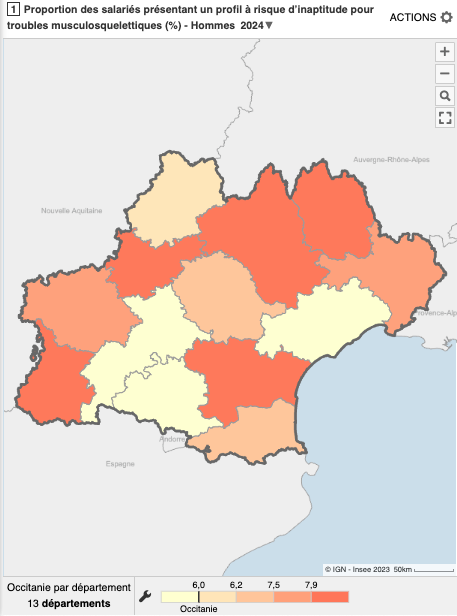 1 Proportion des salariés présentant un profil à risque d'inaptitude pour
troubles musculosquelettiques (%) - Hommes 2024▼
ACTIONS
Auvergne-Rhône-Alpes
Nouvelle Aquitaine
Provence-Alp
Andorre
Espagne
© IGN - Insee 2023 50km
Occitanie par département
13 départements
6,0 6,2 7,5 7,9
Occitanie